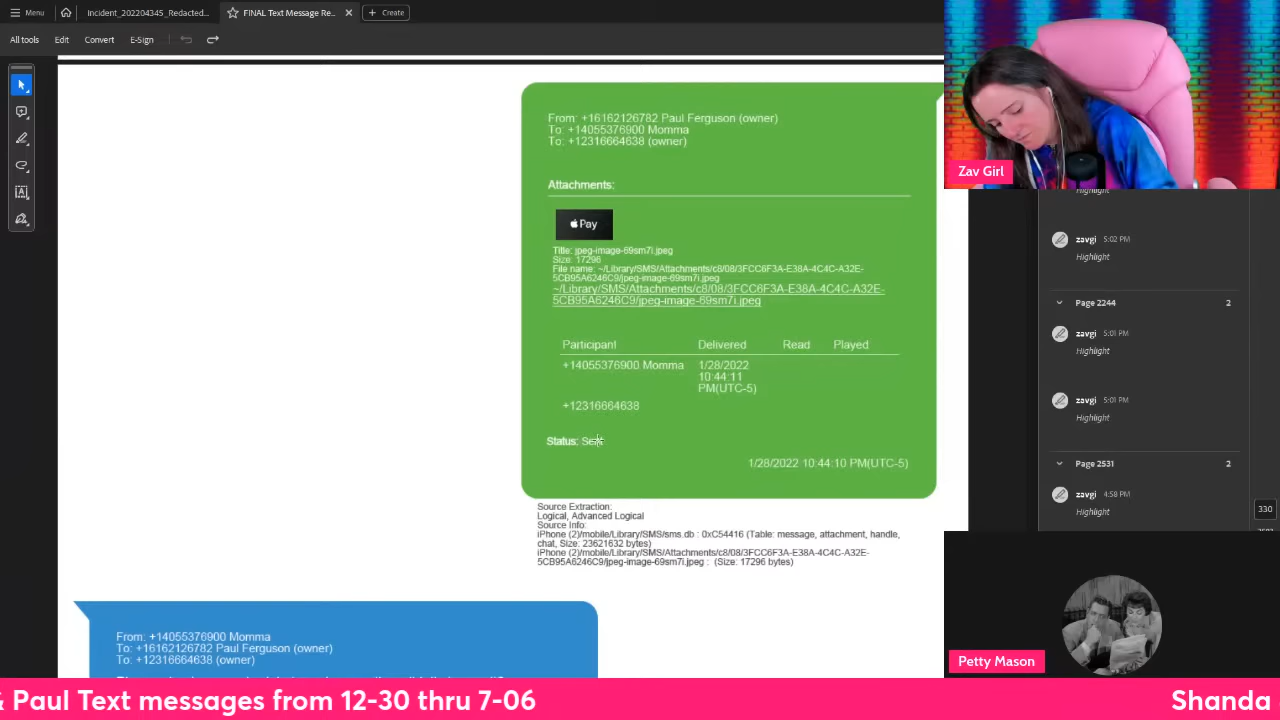 Menu
Incident_202204345_Redacted...
FINAL Text Message Re...
Create
All tools
Edit
Convert
E-Sign
From: +16162126782 Paul Ferguson (owner)
To: +14055376900 Momma
To: +12316664638 (owner)
Attachments:
Pay
Title: jpeg-image-69sm7i.jpeg
Size: 17296
File name: ~/Library/SMS/Attachments/c8/08/3FCC6F3A-E38A-4C4C-A32E-
5CB95A6246C9/jpeg-image-69sm7i.jpeg
~/Library/SMS/Attachments/c8/08/3FCC6F3A-E38A-4C4C-A32E-
5CB95A6246C9/jpeg-image-69sm7i.jpeg
Participant Delivered Read Played
+14055376900 Momma 1/28/2022
10:44:11
PM(UTC-5)
+12316664638
Status: Sent
1/28/2022 10:44:10 PM(UTC-5)
Source Extraction:
Logical, Advanced Logical
Source Info:
iPhone (2)/mobile/Library/SMS/sms.db : 0xC54416 (Table: message, attachment, handle,
chat, Size: 23621632 bytes)
iPhone (2)/mobile/Library/SMS/Attachments/c8/08/3FCC6F3A-E38A-4C4C-A32E-
5CB95A6246C9/jpeg-image-69sm7i.jpeg : (Size: 17296 bytes)
From: +14055376900 Momma
To: +16162126782 Paul Ferguson (owner)
To: +12316664638 (owner)
Zav Girl
Highlight
zavgi 5:02 PM
Highlight
Page 2244 2
zavgi 5:01 PM
Highlight
zavgi 5:01 PM
Highlight
Page 2531 2
zavgi 4:58 PM
Highlight
330
Petty Mason
& Paul Text messages from 12-30 thru 7-06 Shanda